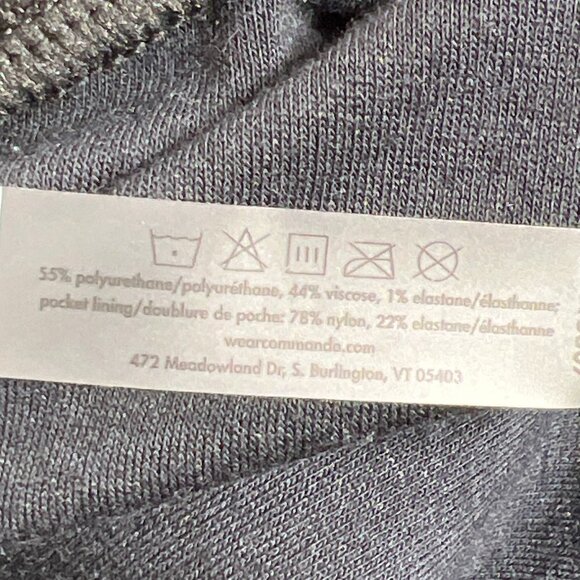 55% polyurethane/polyuréthane, 44% viscose, 1% elastane/élasthanne;
pocket lining/doublure de poche: 78% nylon, 22% elastane/élasthanne
wearcommando.com
472 Meadowland Dr, S. Burlington, VT 05403